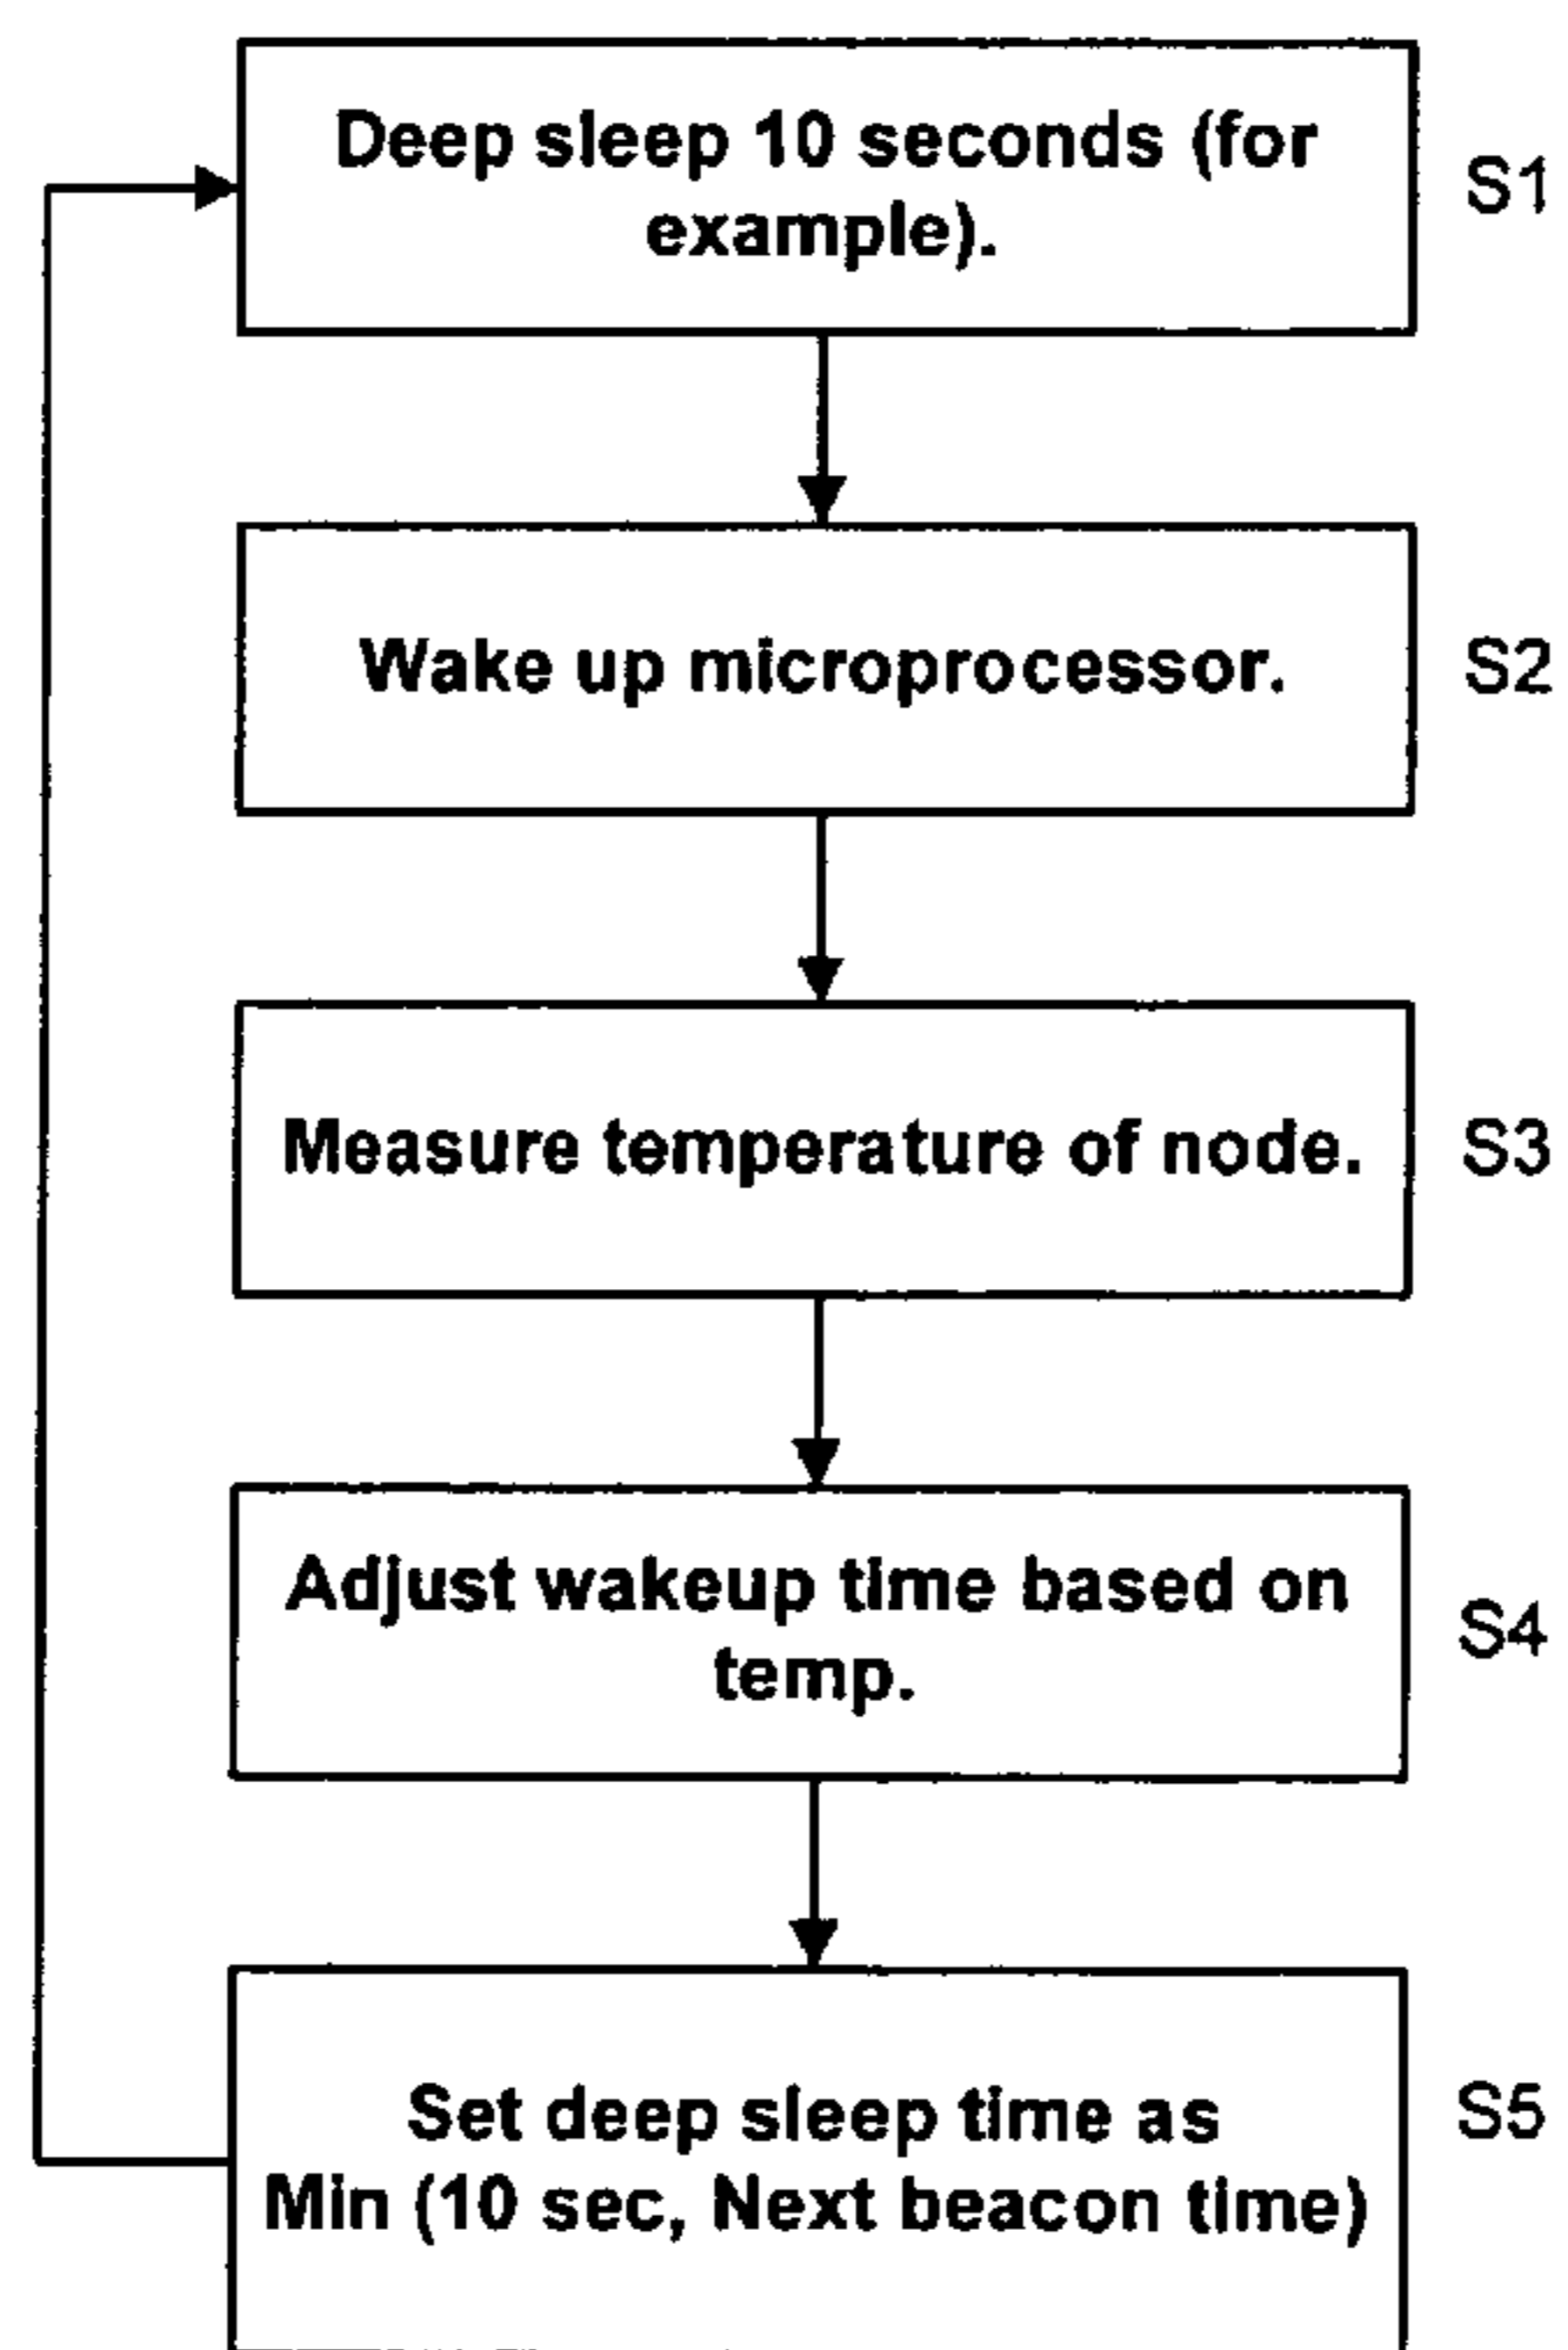 Deep sleep 10 seconds (for
example).
S1
Wake up microprocessor.
S2
Measure temperature of node.
S3
Adjust wakeup time based on
temp.
S4
Set deep sleep time as
Min (10 sec, Next beacon time)
S5